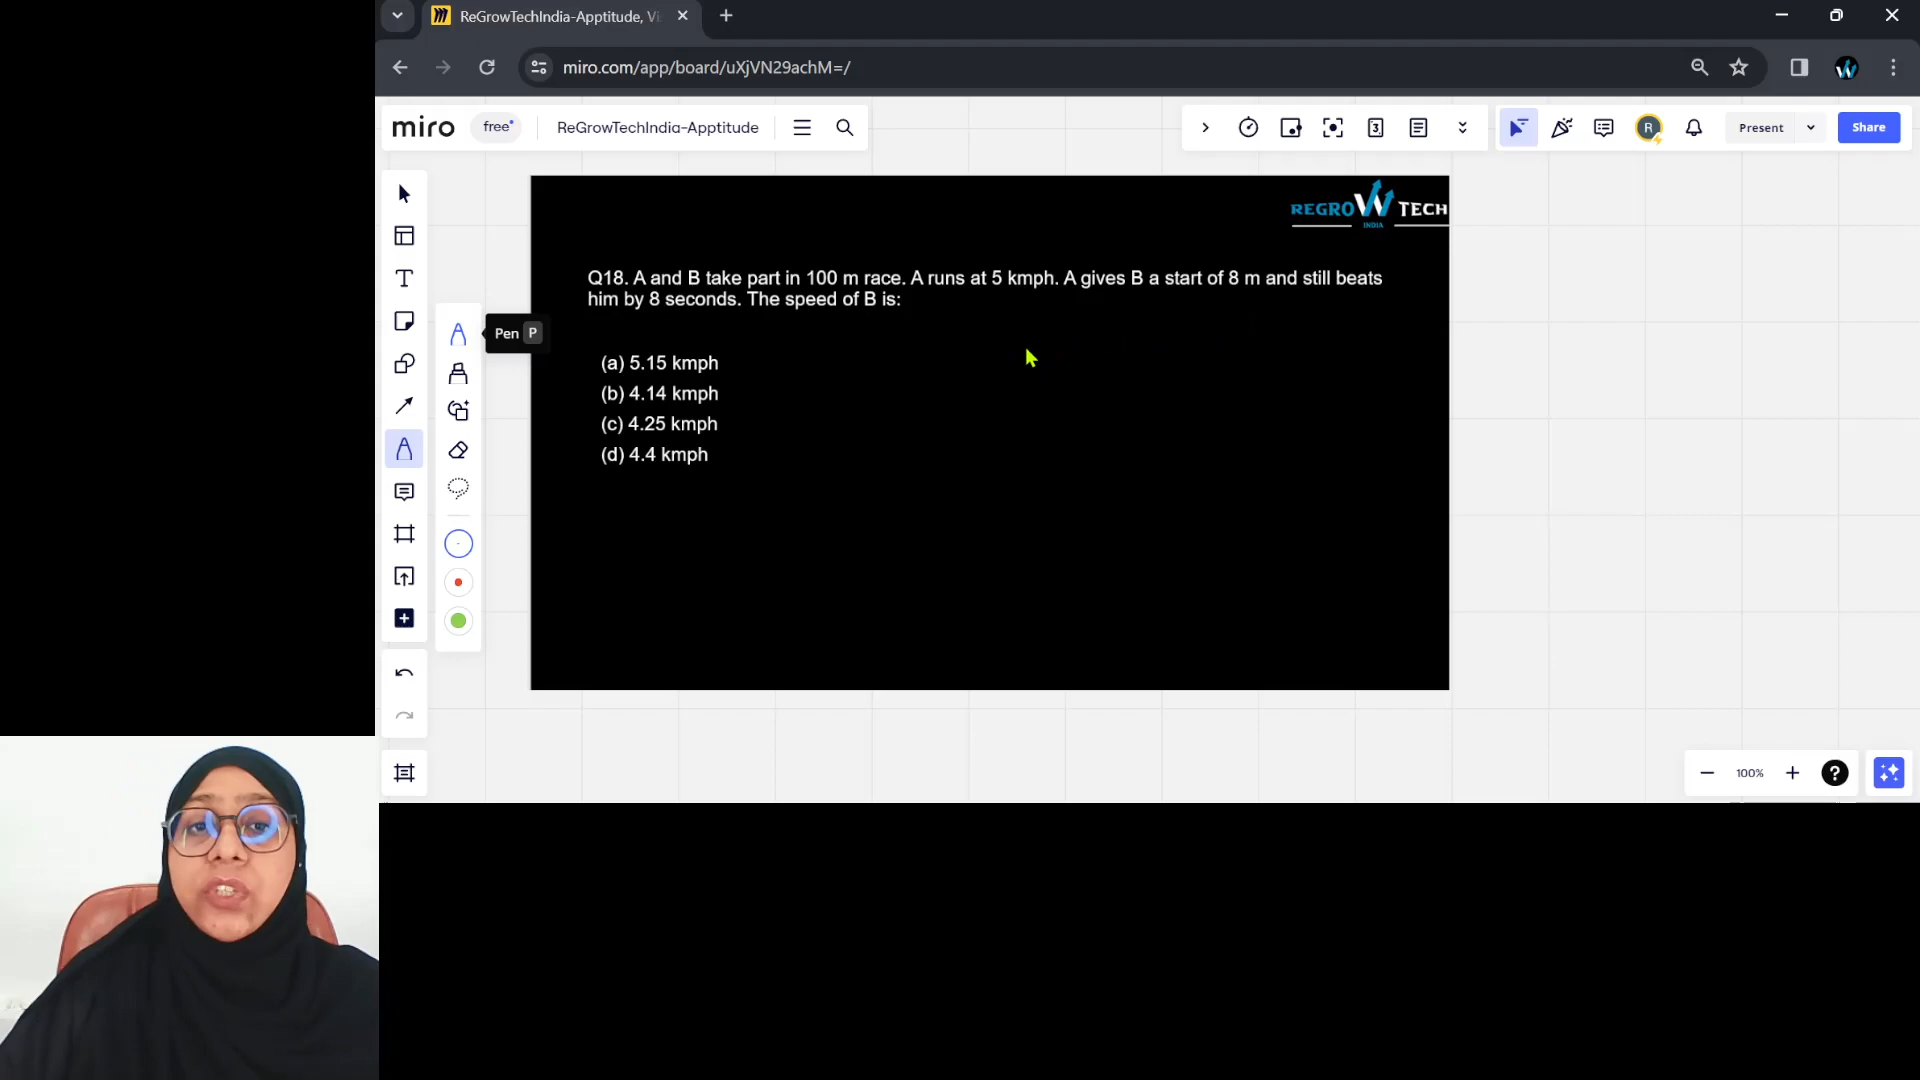 ReGrowTechIndia-Apptitude, Vi
miro.com/app/board/uXjVN29achM=/
miro
free
ReGrowTechIndia-Apptitude
3
R
Present
Share
REGROW TECH
INDIA
Q18. A and B take part in 100 m race. A runs at 5 kmph. A gives B a start of 8 m and still beats
him by 8 seconds. The speed of B is:
Pen P
(a) 5.15 kmph
(b) 4.14 kmph
(c) 4.25 kmph
(d) 4.4 kmph
100%